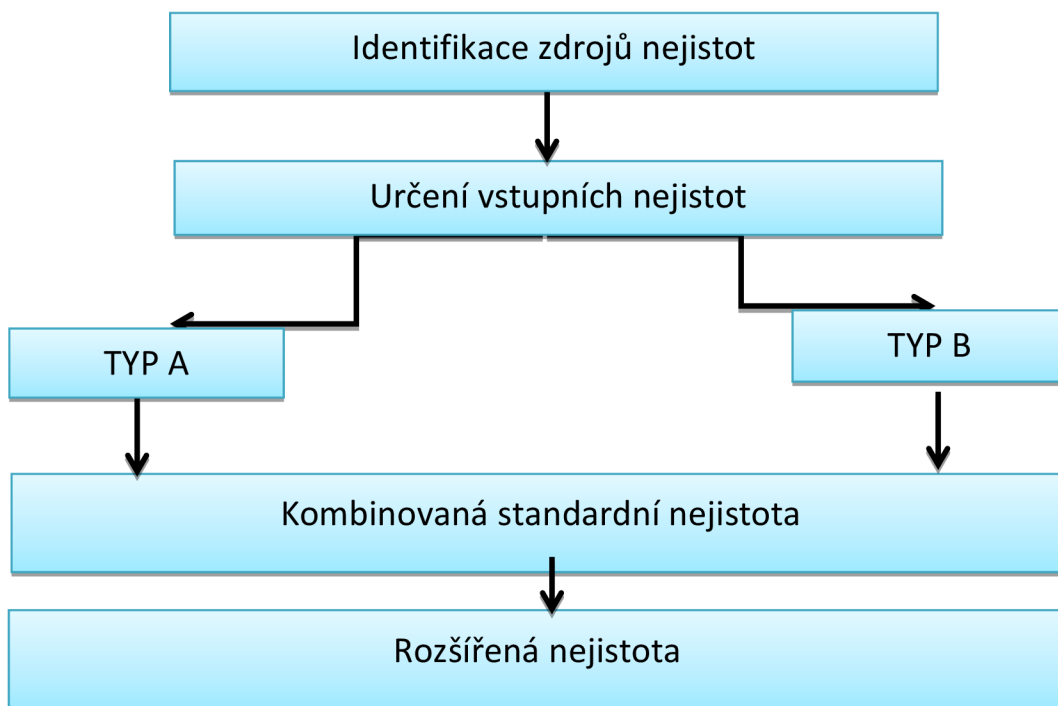 Identifikace zdrojů nejistot
Určení vstupních nejistot
TYP A
TYP B
Kombinovaná standardní nejistota
Rozšířená nejistota